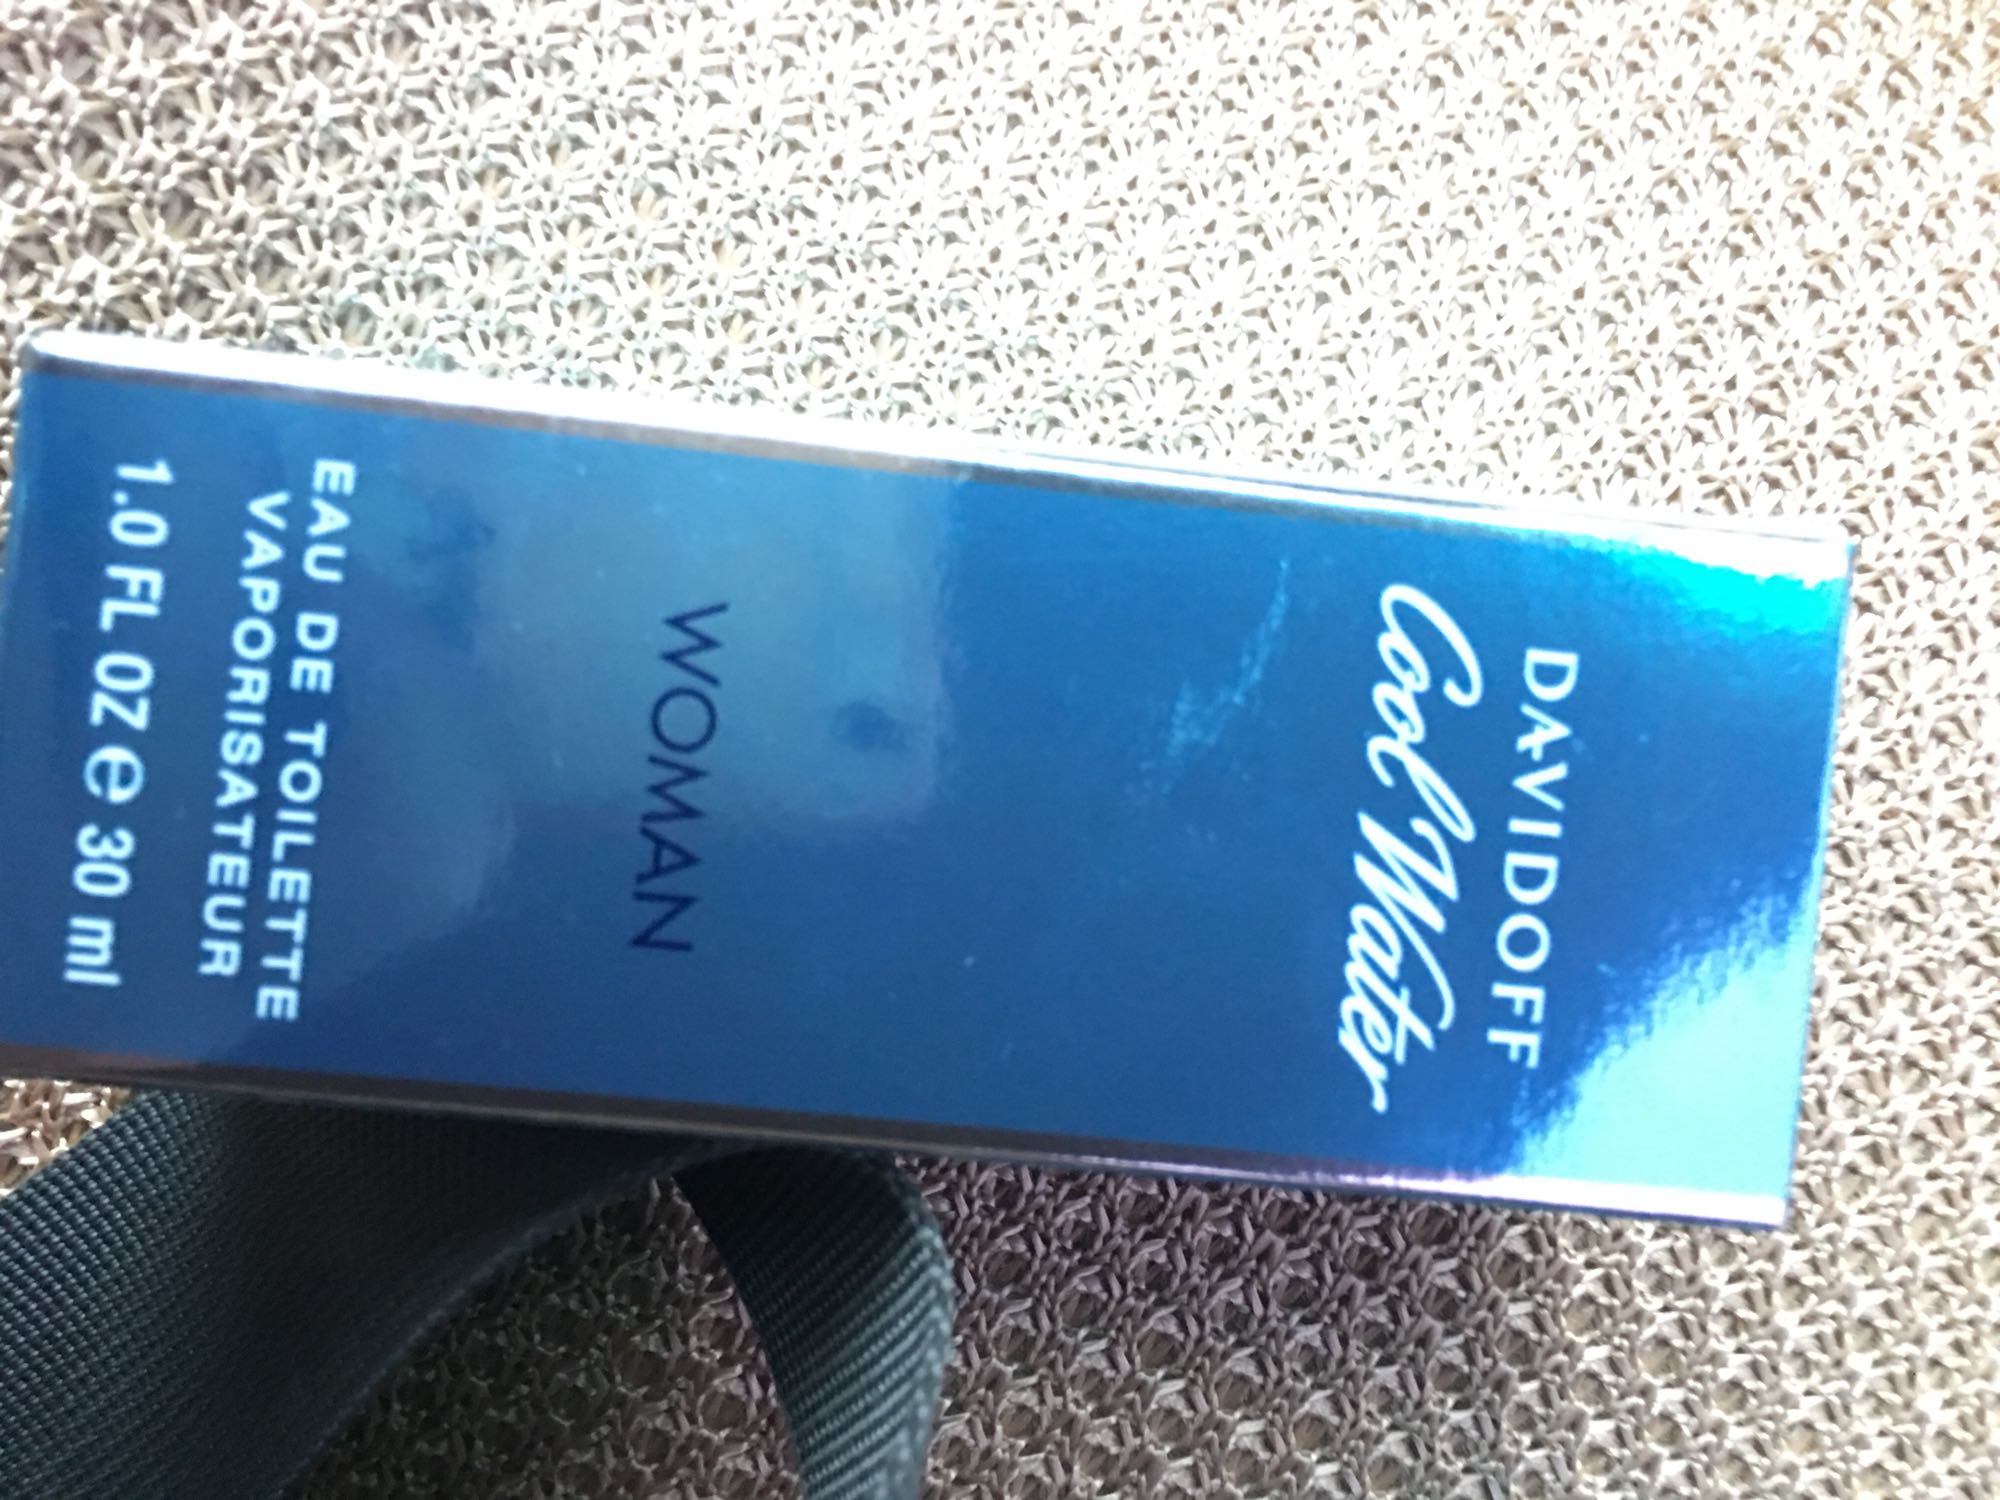 DAVIDOFF
Cool Water
WOMAN
EAU DE TOILETTE
VAPORISATEUR
1.0 FL OZ e 30 ml